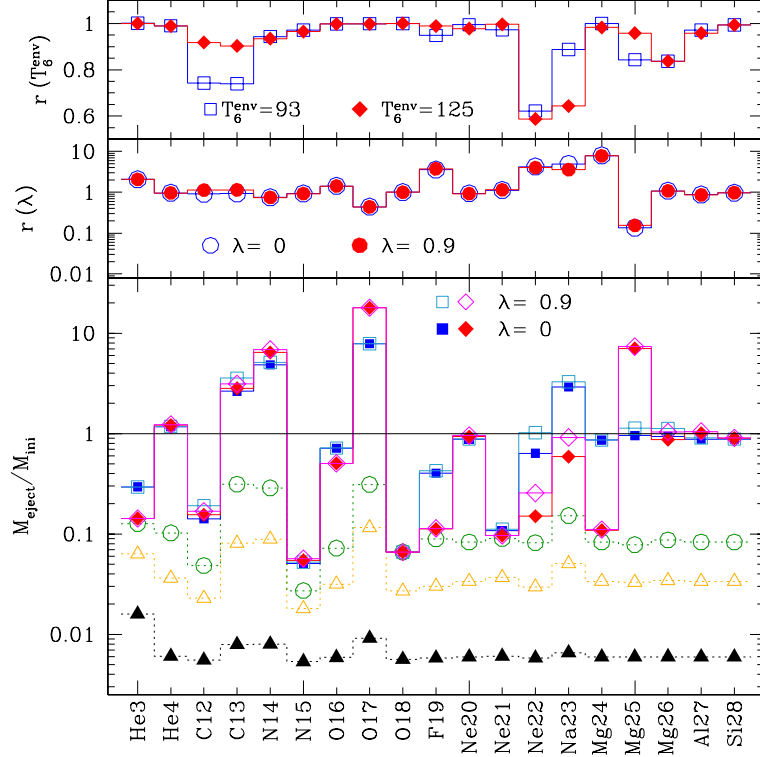 r (T₆ᵉⁿᵛ)
1
0.8
0.6
T₆ᵉⁿᵛ=93
T₆ᵉⁿᵛ=125
r (λ)
10
1
0.1
0.01
λ= 0
λ= 0.9
M_eject/M_ini
10
1
0.1
0.01
λ= 0.9
λ= 0
He3
He4
C12
C13
N14
N15
O16
O17
O18
F19
Ne20
Ne21
Ne22
Na23
Mg24
Mg25
Mg26
Al27
Si28